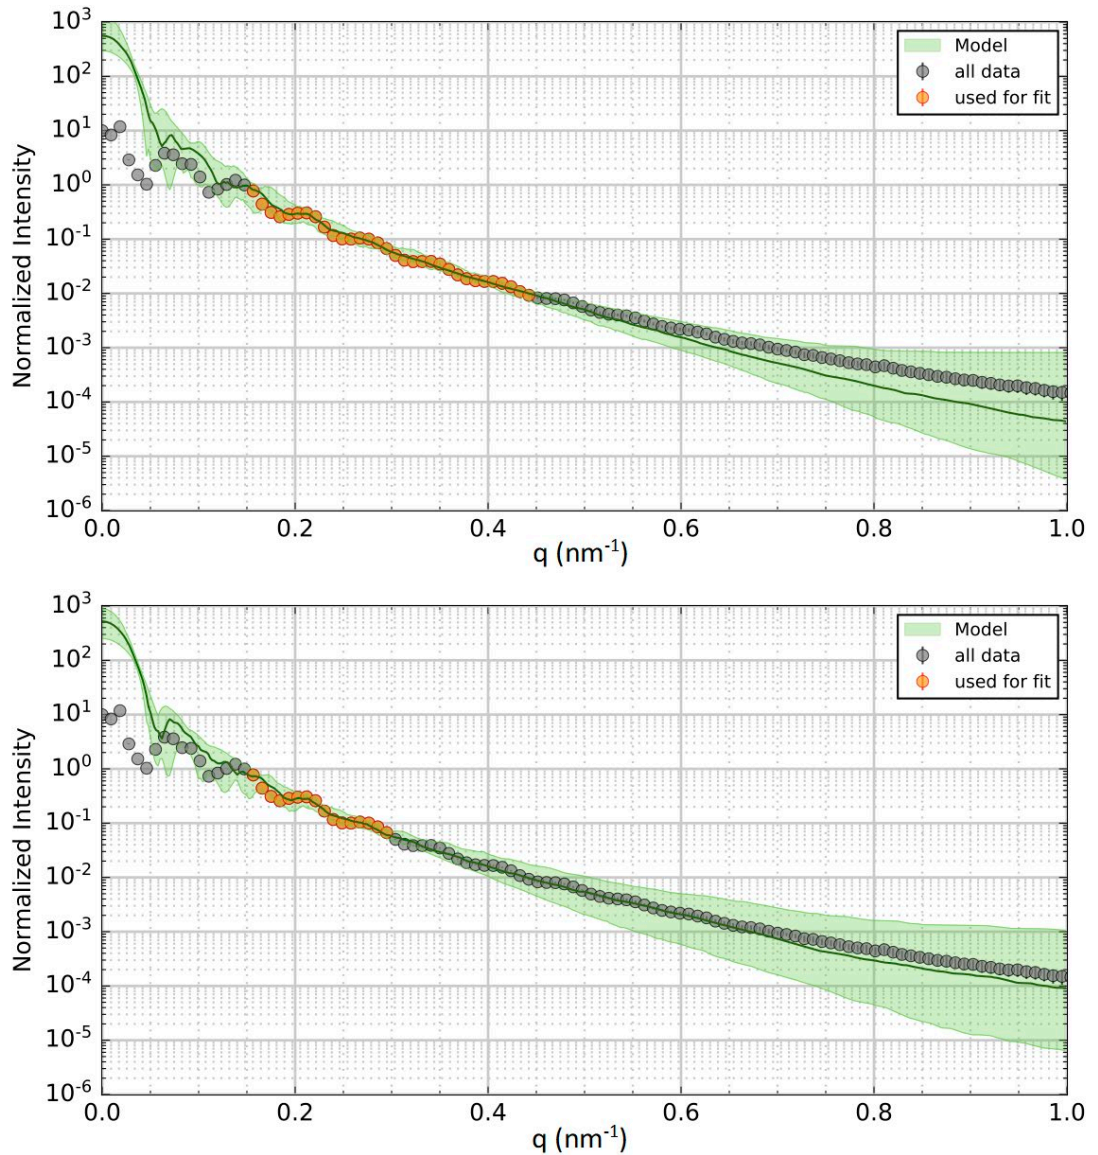 10³
10²
10¹
10⁰
10⁻¹
10⁻²
10⁻³
10⁻⁴
10⁻⁵
10⁻⁶
Normalized Intensity
Model
all data
used for fit
0.0 0.2 0.4 0.6 0.8 1.0
q (nm⁻¹)
10³
10²
10¹
10⁰
10⁻¹
10⁻²
10⁻³
10⁻⁴
10⁻⁵
10⁻⁶
Normalized Intensity
Model
all data
used for fit
0.0 0.2 0.4 0.6 0.8 1.0
q (nm⁻¹)